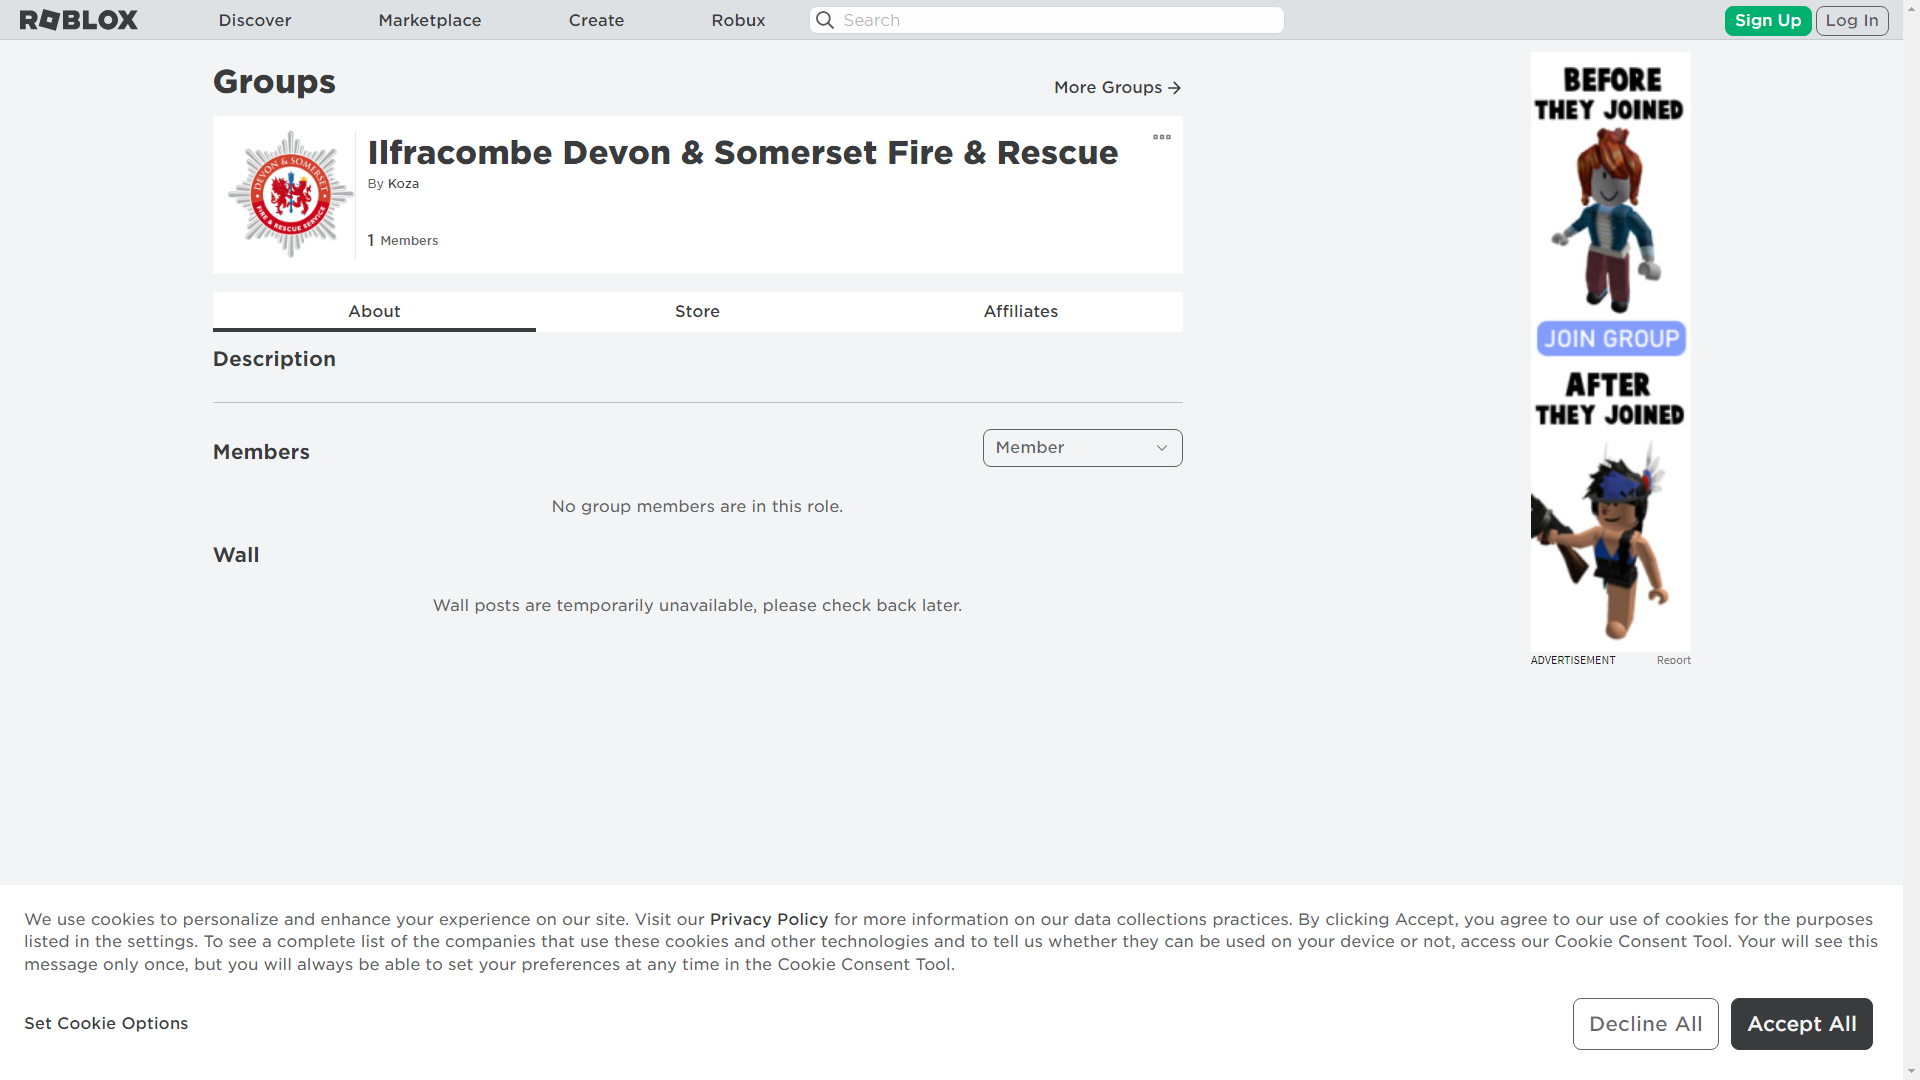 ROBLOX
Discover
Marketplace
Create
Robux
Search
Sign Up
Log In
Groups
More Groups
DEVON & SOMERSET
FIRE & RESCUE SERVICE
Ilfracombe Devon & Somerset Fire & Rescue
By Koza
1 Members
About
Store
Affiliates
Description
Members
Member
No group members are in this role.
Wall
Wall posts are temporarily unavailable, please check back later.
BEFORE
THEY JOINED
JOIN GROUP
AFTER
THEY JOINED
ADVERTISEMENT
Report
We use cookies to personalize and enhance your experience on our site. Visit our Privacy Policy for more information on our data collections practices. By clicking Accept, you agree to our use of cookies for the purposes
listed in the settings. To see a complete list of the companies that use these cookies and other technologies and to tell us whether they can be used on your device or not, access our Cookie Consent Tool. Your will see this
message only once, but you will always be able to set your preferences at any time in the Cookie Consent Tool.
Set Cookie Options
Decline All
Accept All